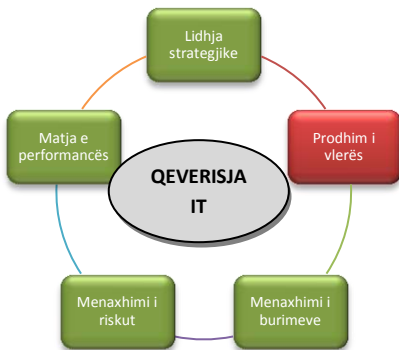 Lidhja
strategjike
Matja e
performancës
Prodhim i
vlerës
QEVERISJA
IT
Menaxhimi i
riskut
Menaxhimi i
burimeve